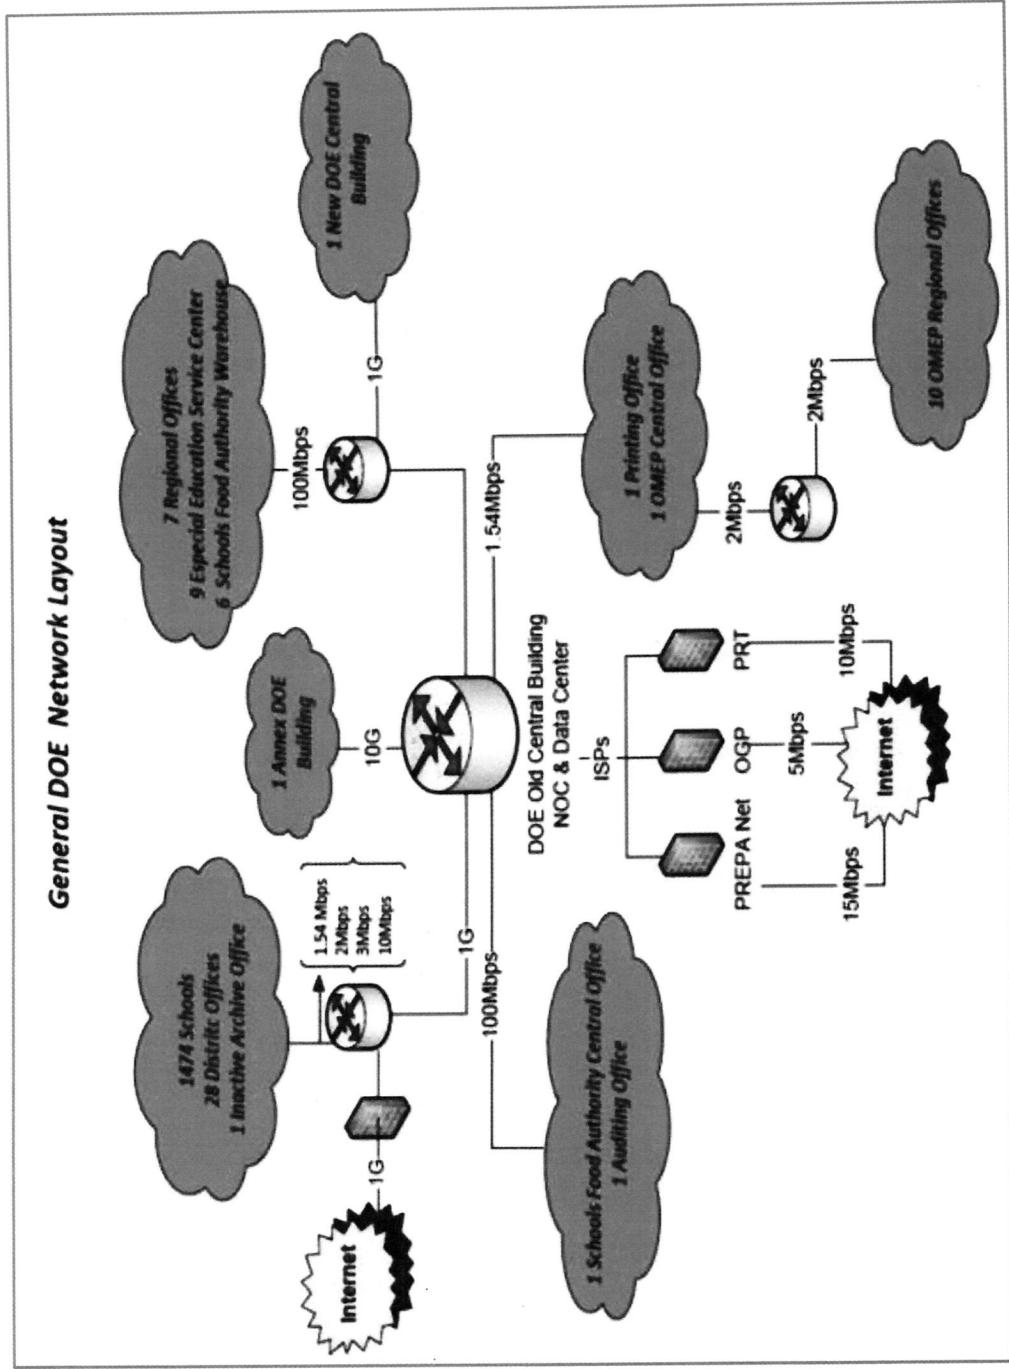 General DOE Network Layout
1474 Schools
28 Distritc Offices
1 Inactive Archive Office
1 Annex DOE
Building
7 Regional Offices
9 Especial Education Service Center
6 Schools Food Authority Warehouse
1 New DOE Central
Building
1.54 Mbps
2Mbps
3Mbps
10Mbps
10G
100Mbps
1G
Internet
1G
1G
100Mbps
1.54Mbps
DOE Old Central Building
NOC & Data Center
ISPs
PREPA Net
OGP
PRT
15Mbps
5Mbps
10Mbps
Internet
1 Schools Food Authority Central Office
1 Auditing Office
1 Printing Office
1 OMEP Central Office
2Mbps
2Mbps
10 OMEP Regional Offices